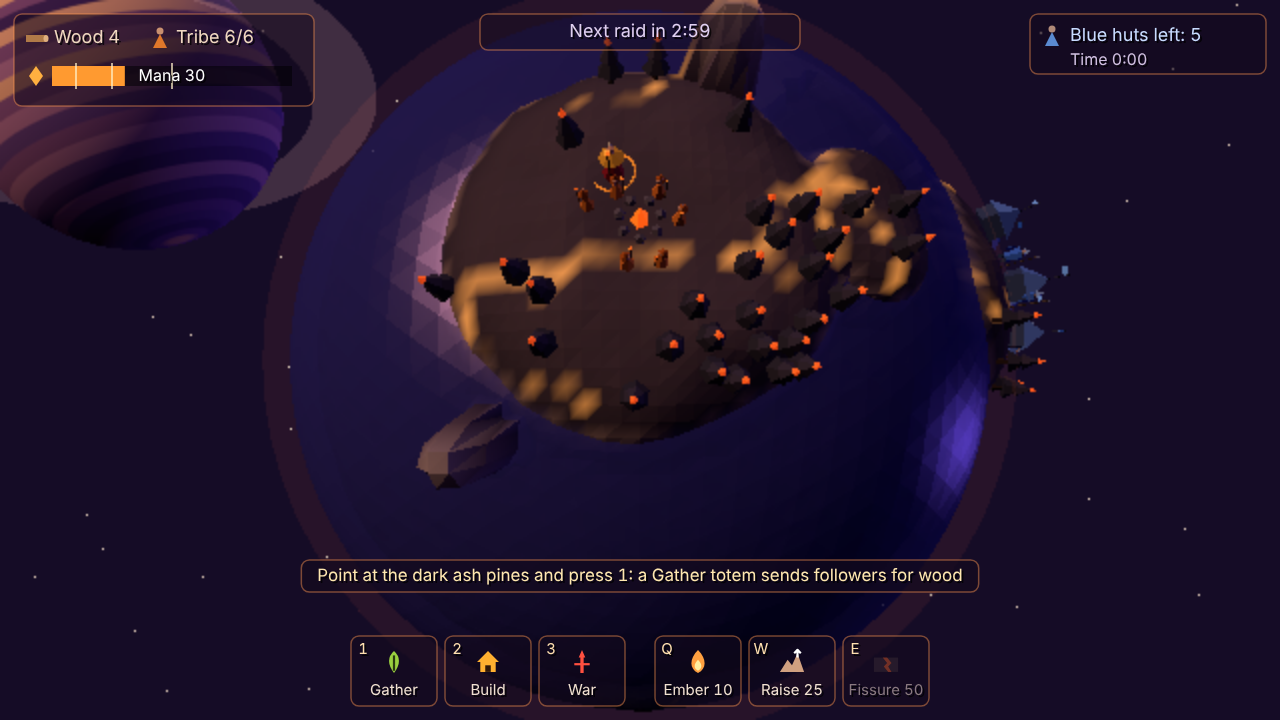 Wood 4
Tribe 6/6
Mana 30
Next raid in 2:59
Blue huts left: 5
Time 0:00
Point at the dark ash pines and press 1: a Gather totem sends followers for wood
1
Gather
2
Build
3
War
Q
Ember 10
W
Raise 25
E
Fissure 50